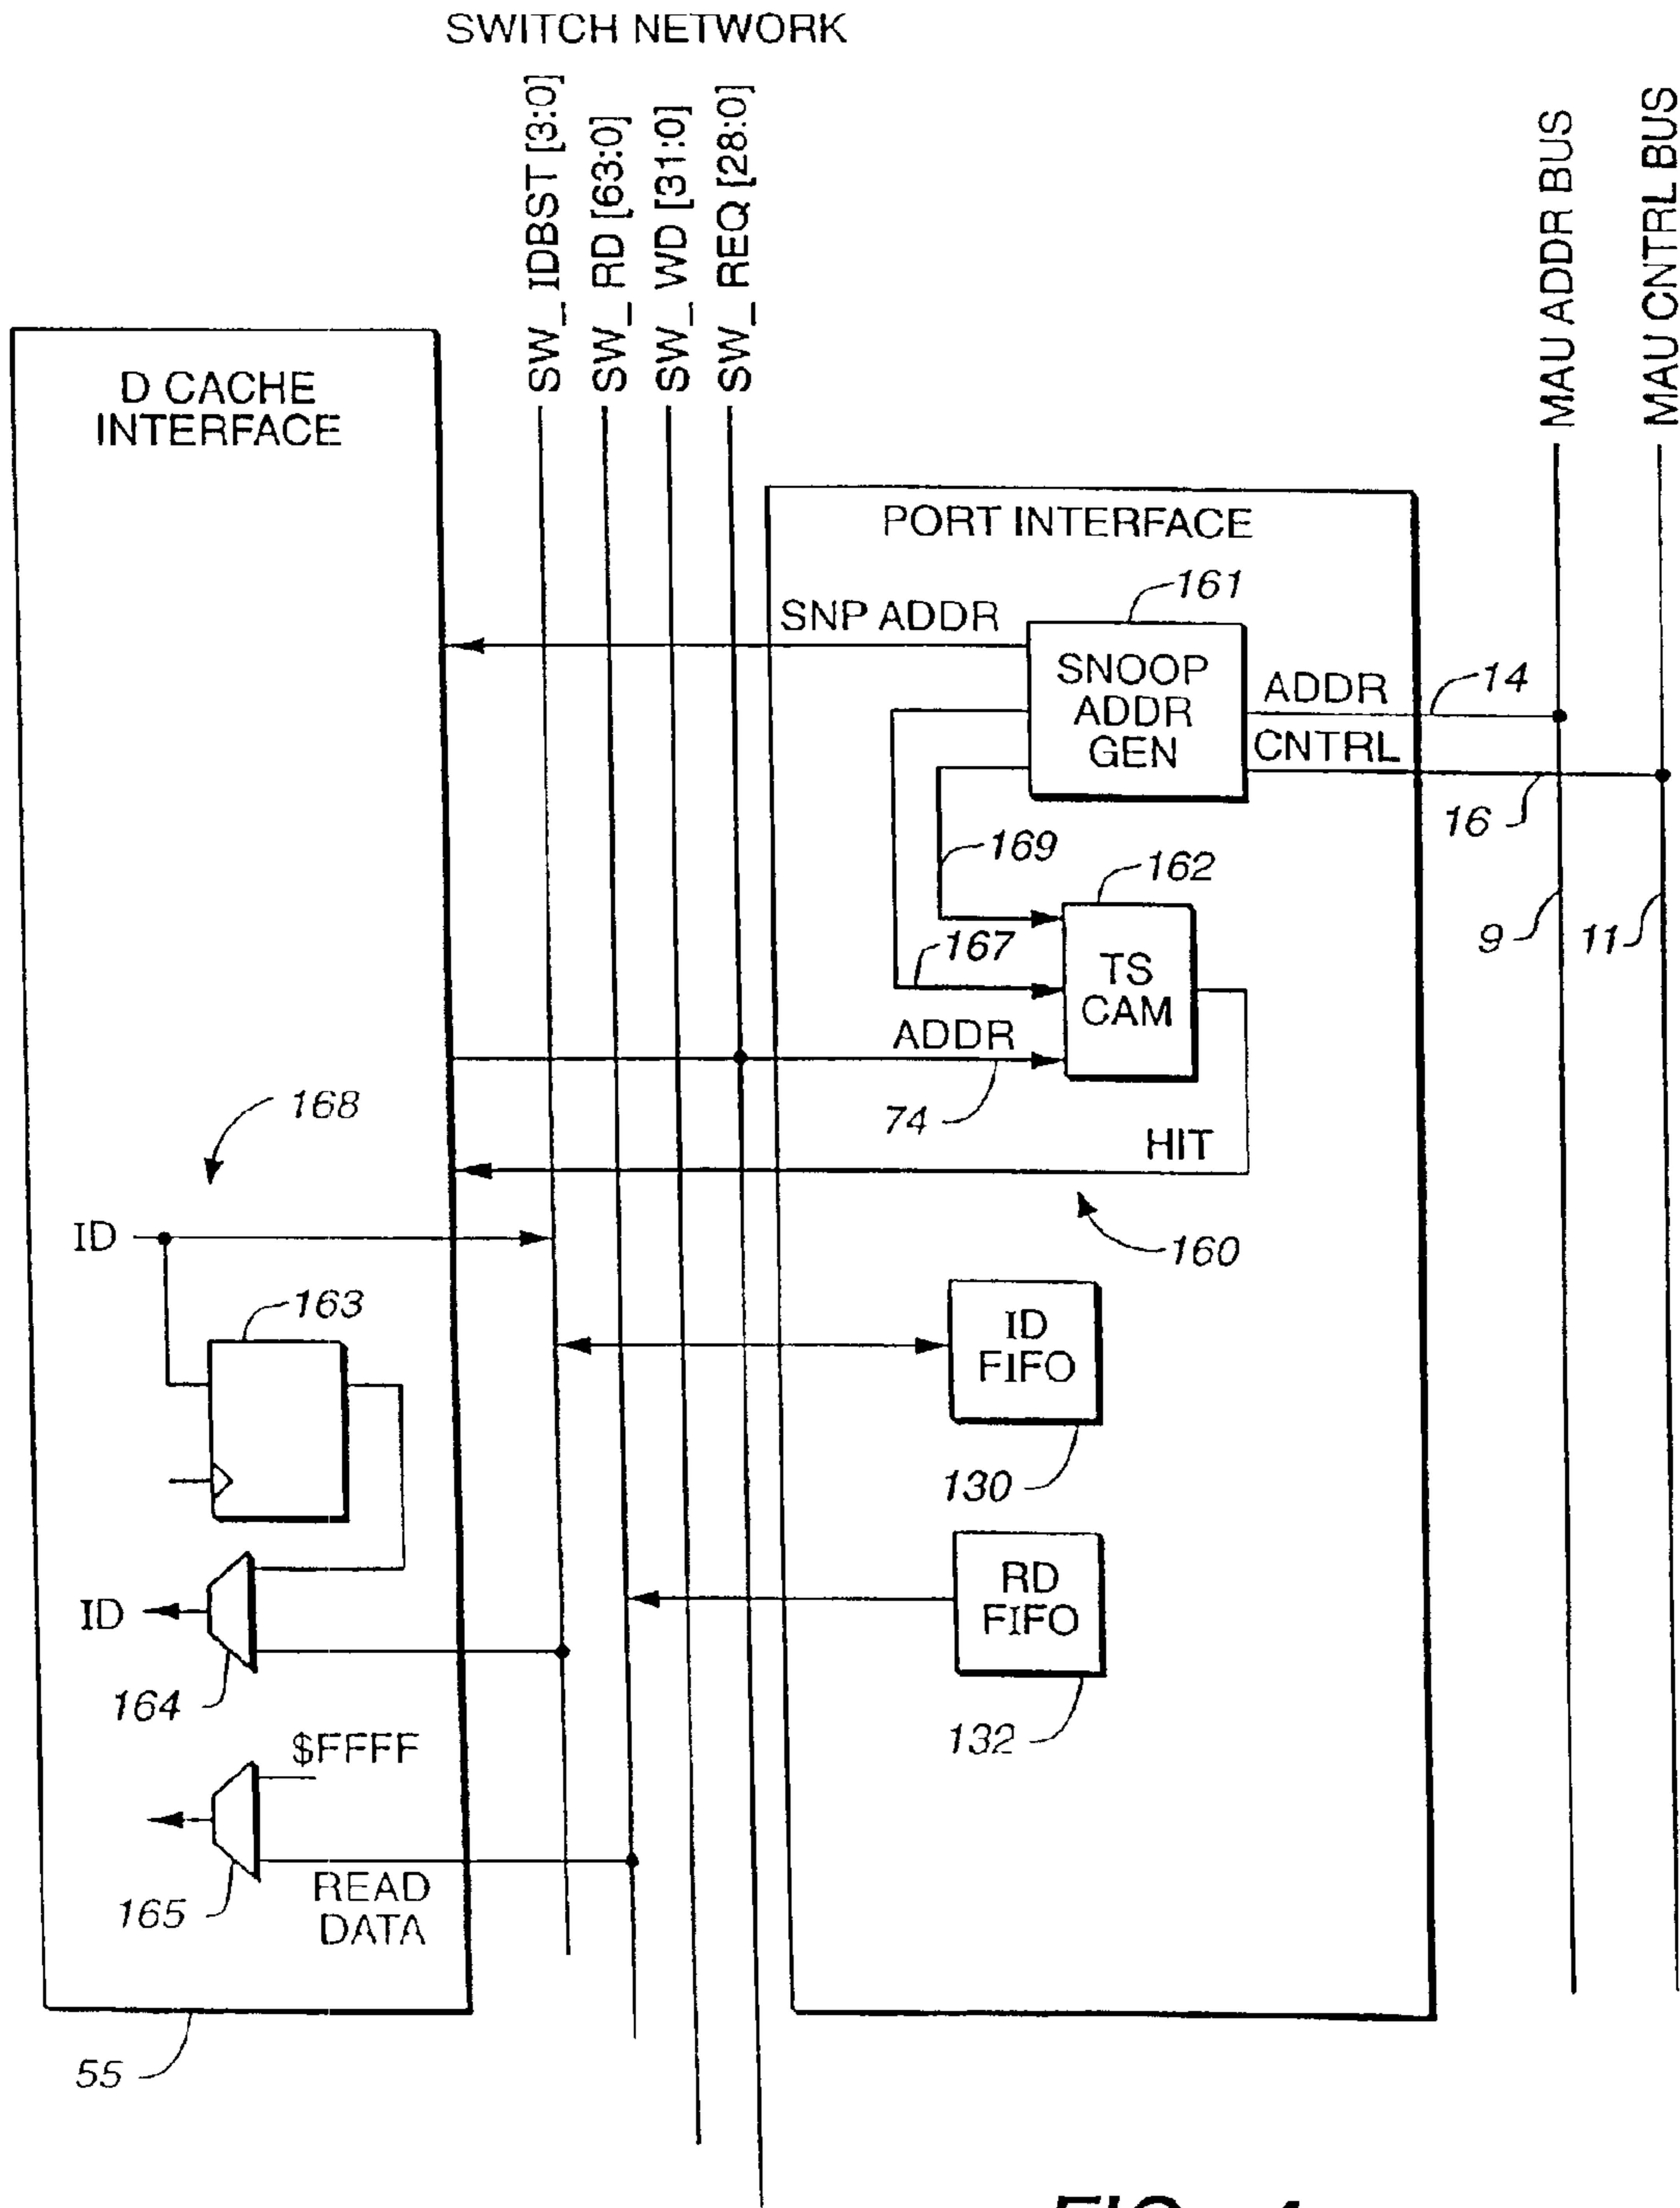 SWITCH NETWORK
SW_IDBST [3:0]
SW_RD [63:0]
SW_WD [31:0]
SW_REQ [28:0]
MAU ADDR BUS
MAU CNTRL BUS
D CACHE
INTERFACE
PORT INTERFACE
161
SNP ADDR
SNOOP
ADDR
GEN
ADDR
14
CNTRL
16
169
162
9
11
167
TS
CAM
ADDR
74
168
HIT
ID
160
163
ID
FIFO
130
ID
RD
FIFO
164
132
$FFFF
165
READ
DATA
55